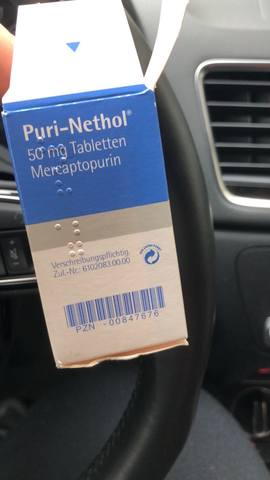 Puri-Nethol®
50 mg Tabletten
Mercaptopurin
Verschreibungspflichtig
Zul.-Nr.: 6102083.00.00
PZN -00847676